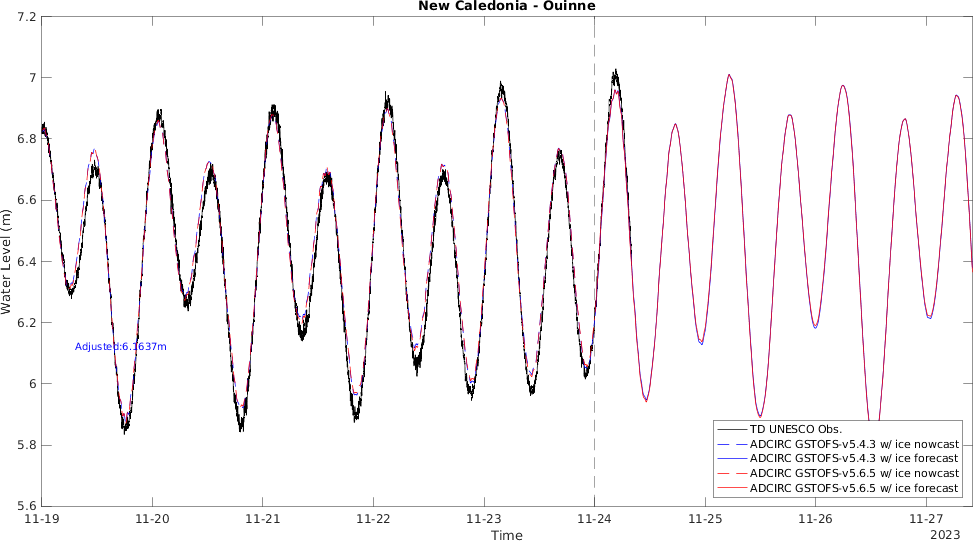 New Caledonia - Ouinne
7.2
7
6.8
6.6
6.4
6.2
6
5.8
5.6
Water Level (m)
Adjusted:6.1637m
TD UNESCO Obs.
ADCIRC GSTOFS-v5.4.3 w/ ice nowcast
ADCIRC GSTOFS-v5.4.3 w/ ice forecast
ADCIRC GSTOFS-v5.6.5 w/ ice nowcast
ADCIRC GSTOFS-v5.6.5 w/ ice forecast
11-19 11-20 11-21 11-22 11-23 11-24 11-25 11-26 11-27
Time
2023